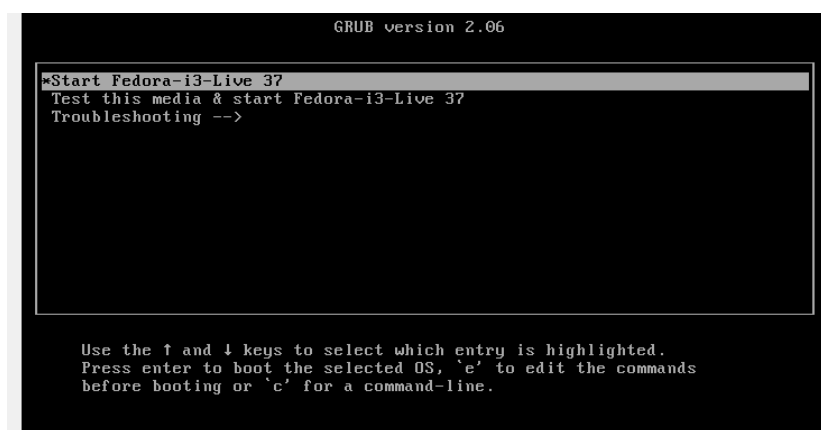 GRUB version 2.06
*Start Fedora-i3-Live 37
Test this media & start Fedora-i3-Live 37
Troubleshooting -->
Use the ↑ and ↓ keys to select which entry is highlighted.
Press enter to boot the selected OS, `e' to edit the commands
before booting or `c' for a command-line.